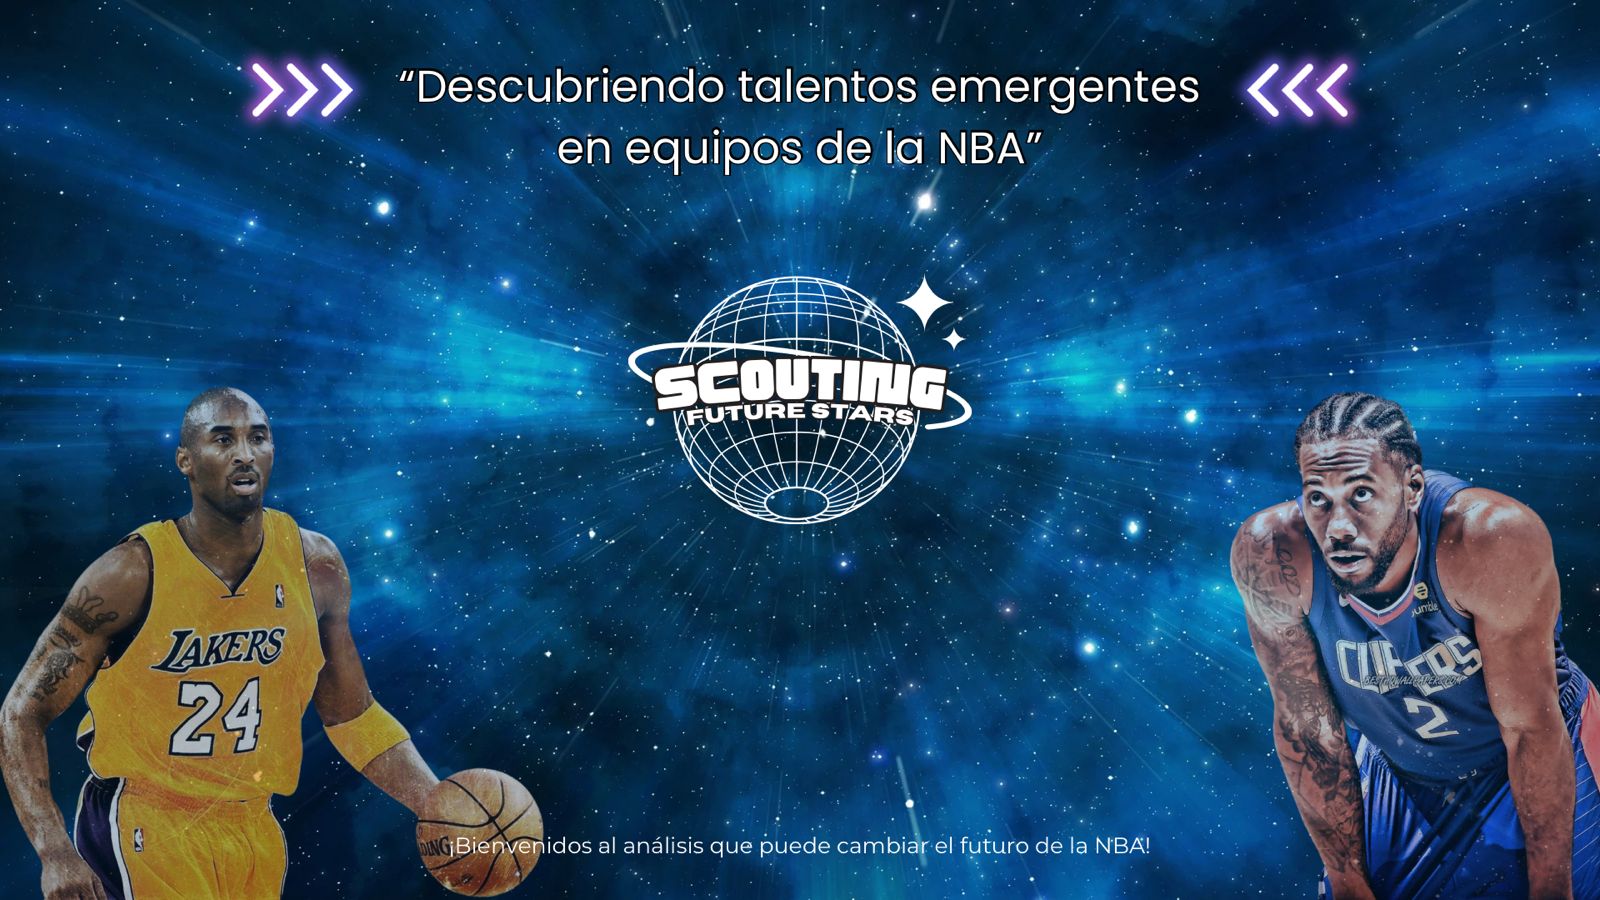 “Descubriendo talentos emergentes
en equipos de la NBA”
SCOUTING
FUTURE STARS
LAKERS
24
CLIPPERS
2
¡Bienvenidos al análisis que puede cambiar el futuro de la NBA!